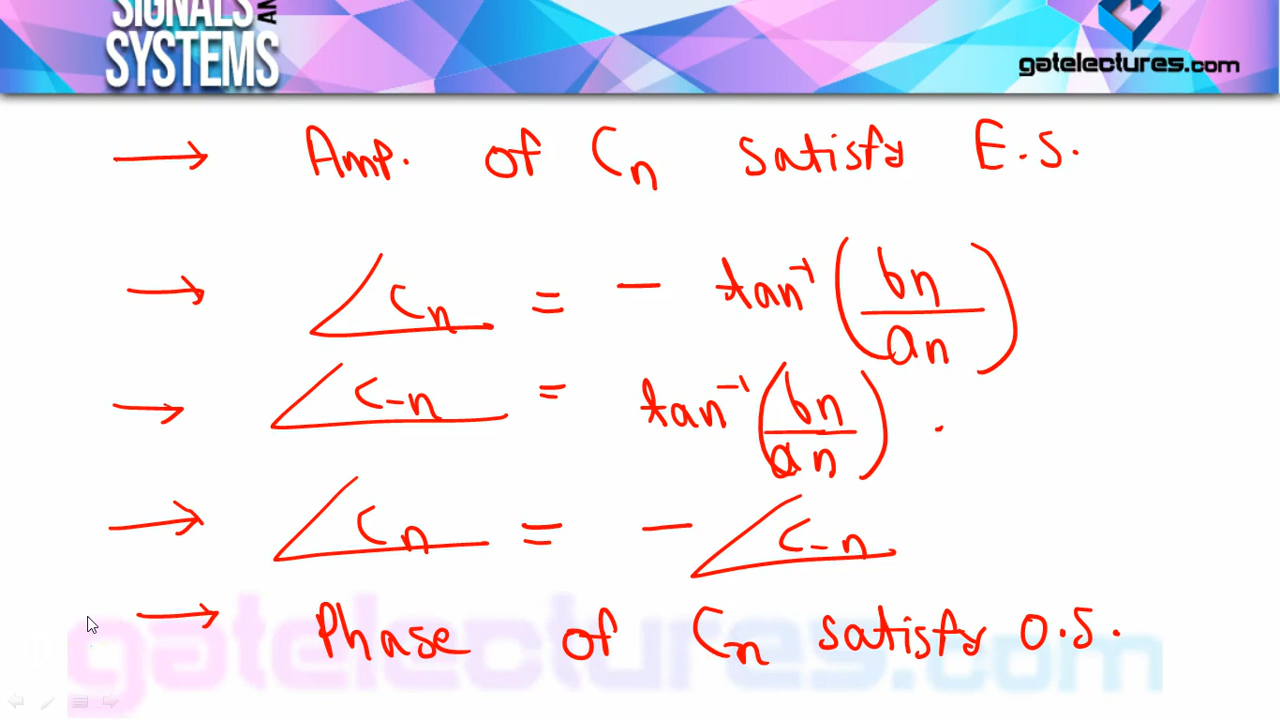 SIGNALS AND
SYSTEMS
gatelectures.com
→ Amp. of Cn satisfy E.S.
→ ∠Cn = - tan⁻¹ (bn/an)
→ ∠C-n = tan⁻¹ (bn/an) .
→ ∠Cn = - ∠C-n
→ Phase of Cn satisfy O.S.
gatelectures.com